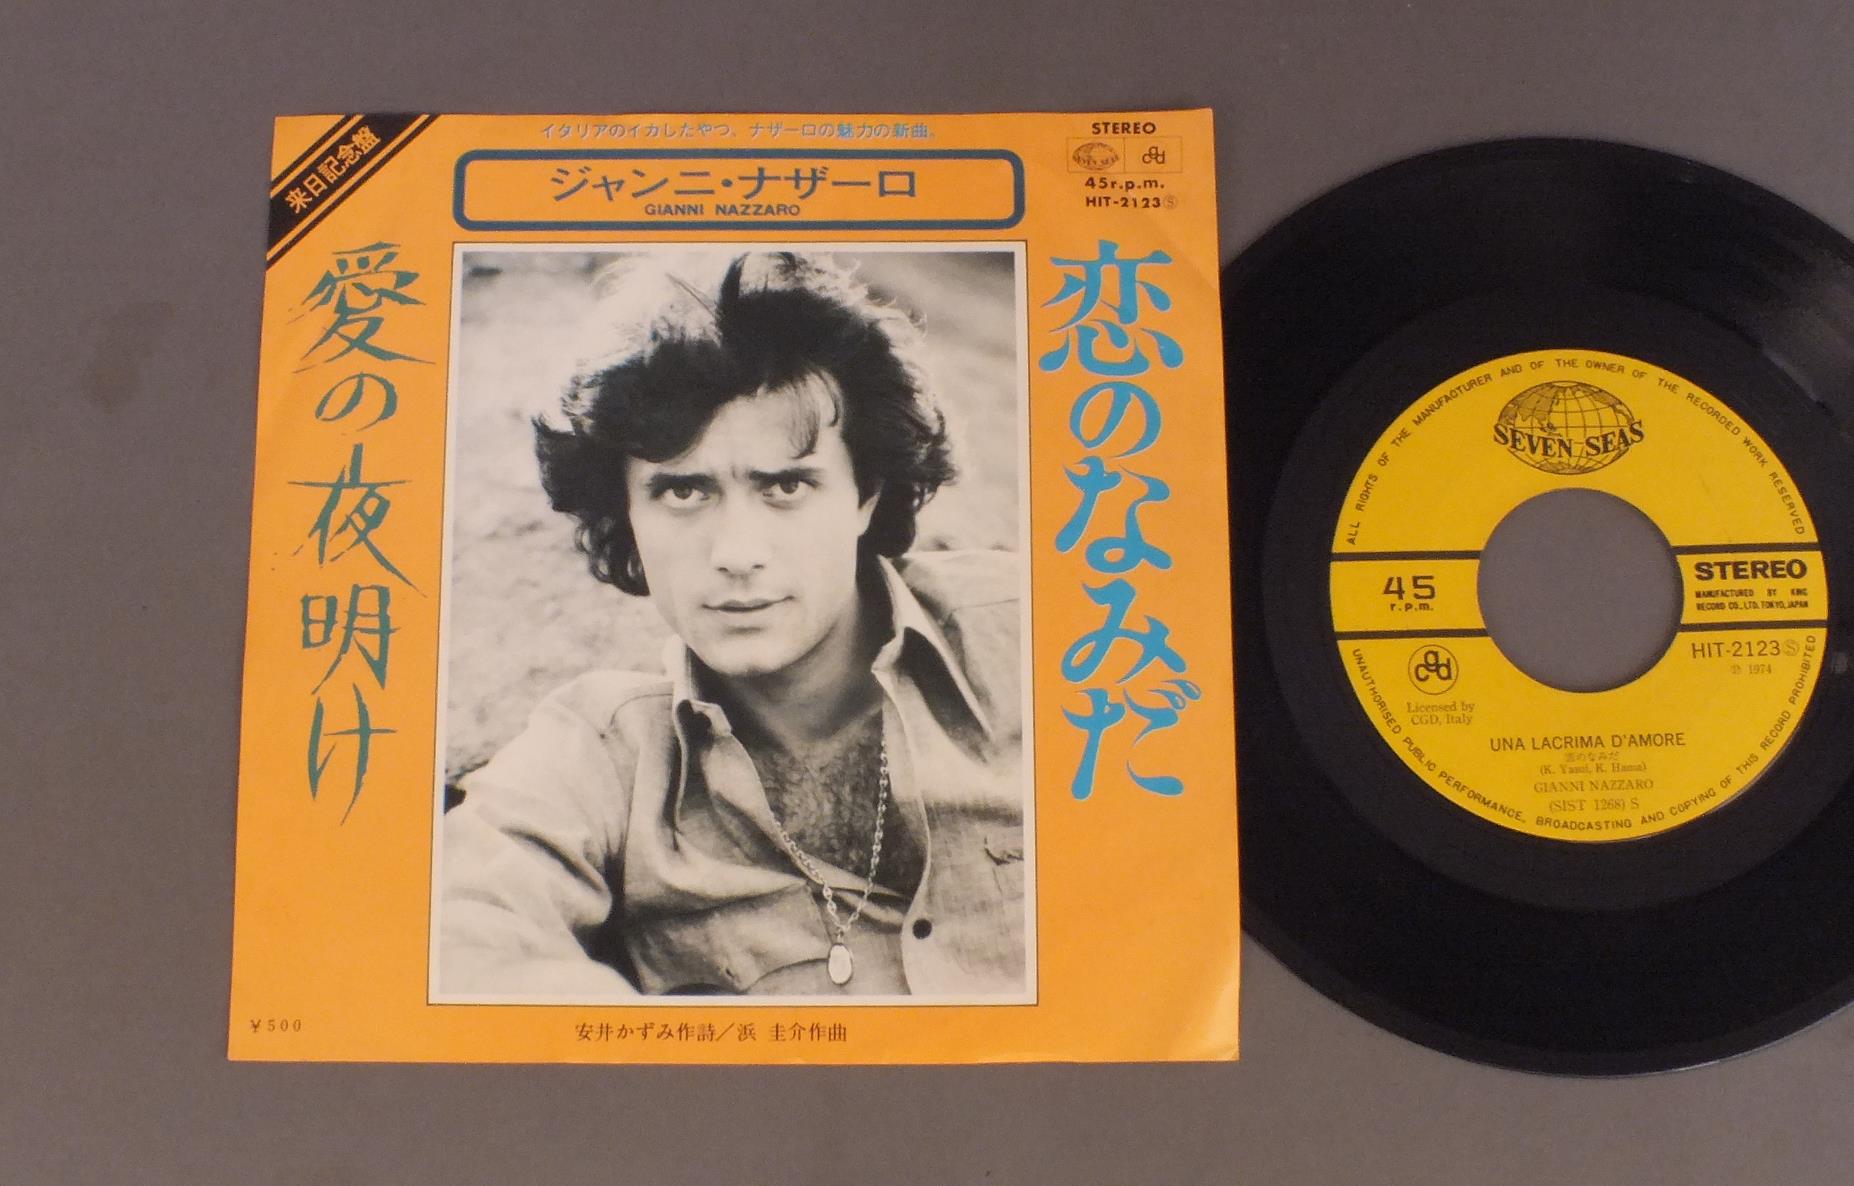 来日記念盤
イタリアのイカしたやつ、ナザーロの魅力の新曲。
ジャンニ・ナザーロ
GIANNI NAZZARO
STEREO
SEVEN SEAS
cgd
45r.p.m.
HIT-2123Ⓢ
恋のなみだ
愛の夜明け
¥500
安井かずみ作詩／浜 圭介作曲
ALL RIGHTS OF THE MANUFACTURER AND OF THE OWNER OF THE RECORDED WORK RESERVED
SEVEN SEAS
45
r.p.m.
STEREO
MANUFACTURED BY KING
RECORD CO., LTD. TOKYO, JAPAN
HIT-2123Ⓢ
Ⓟ 1974
cgd
Licensed by
CGD, Italy
UNA LACRIMA D'AMORE
恋のなみだ
(K. Yasui, K. Hama)
GIANNI NAZZARO
(SIST 1268) S
UNAUTHORISED PUBLIC PERFORMANCE, BROADCASTING AND COPYING OF THIS RECORD PROHIBITED